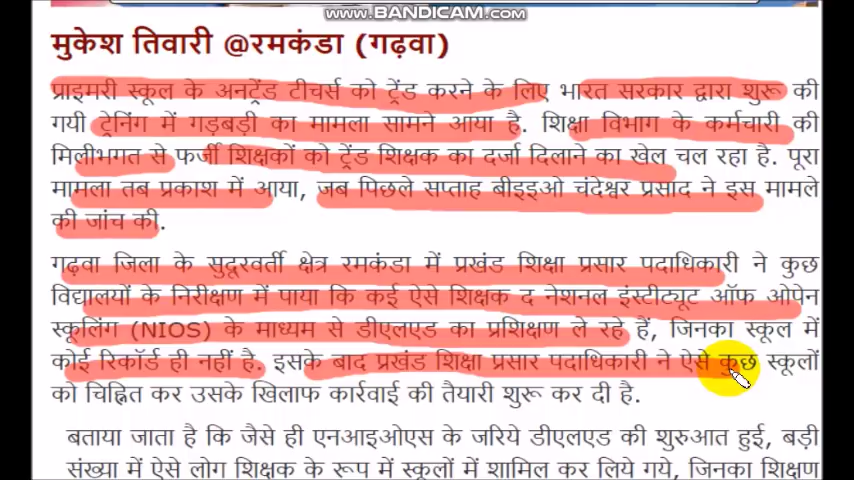 www.BANDICAM.com
मुकेश तिवारी @रमकंडा (गढ़वा)
प्राइमरी स्कूल के अनट्रेंड टीचर्स को ट्रेंड करने के लिए भारत सरकार द्वारा शुरू की
गयी ट्रेनिंग में गड़बड़ी का मामला सामने आया है. शिक्षा विभाग के कर्मचारी की
मिलीभगत से फर्जी शिक्षकों को ट्रेंड शिक्षक का दर्जा दिलाने का खेल चल रहा है. पूरा
मामला तब प्रकाश में आया, जब पिछले सप्ताह बीइइओ चंदेश्वर प्रसाद ने इस मामले
की जांच की.
गढ़वा जिला के सुदूरवर्ती क्षेत्र रमकंडा में प्रखंड शिक्षा प्रसार पदाधिकारी ने कुछ
विद्यालयों के निरीक्षण में पाया कि कई ऐसे शिक्षक द नेशनल इंस्टीट्यूट ऑफ ओपेन
स्कूलिंग (NIOS) के माध्यम से डीएलएड का प्रशिक्षण ले रहे हैं, जिनका स्कूल में
कोई रिकॉर्ड ही नहीं है. इसके बाद प्रखंड शिक्षा प्रसार पदाधिकारी ने ऐसे कुछ स्कूलों
को चिह्नित कर उसके खिलाफ कार्रवाई की तैयारी शुरू कर दी है.
बताया जाता है कि जैसे ही एनआइओएस के जरिये डीएलएड की शुरुआत हुई, बड़ी
संख्या में ऐसे लोग शिक्षक के रूप में स्कूलों में शामिल कर लिये गये, जिनका शिक्षण